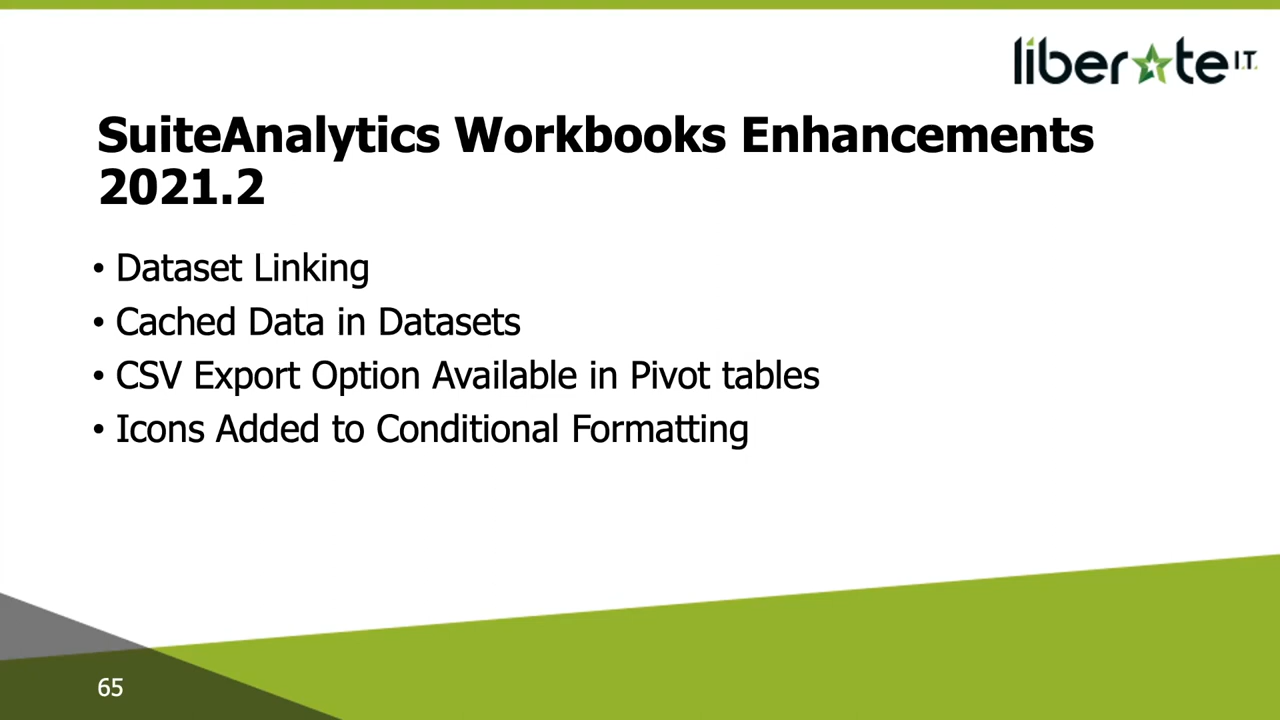 liberate I.T.
SuiteAnalytics Workbooks Enhancements
2021.2
• Dataset Linking
• Cached Data in Datasets
• CSV Export Option Available in Pivot tables
• Icons Added to Conditional Formatting
65